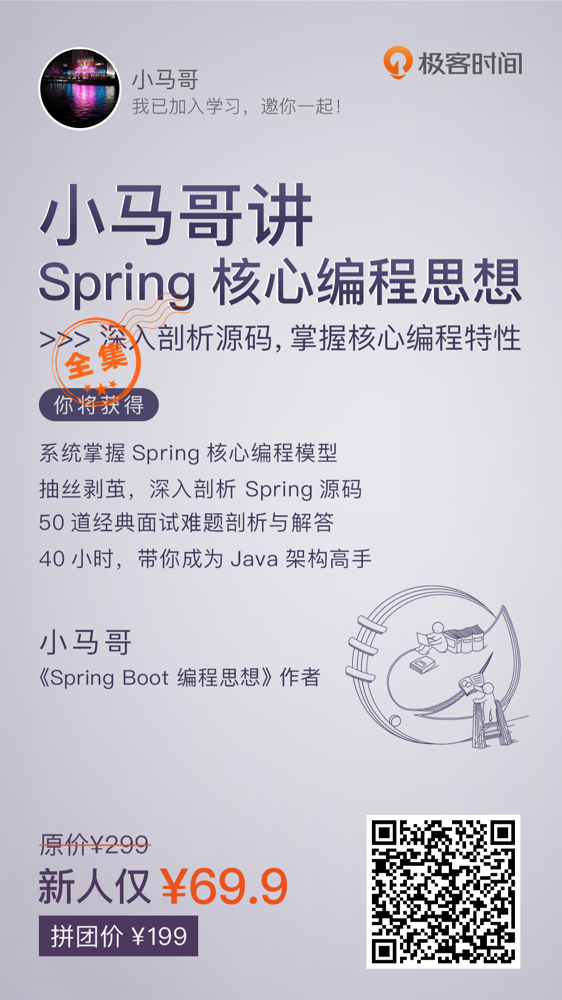 小马哥
我已加入学习，邀你一起！
极客时间
小马哥讲
Spring 核心编程思想
>>> 深入剖析源码, 掌握核心编程特性
全集
你将获得
系统掌握 Spring 核心编程模型
抽丝剥茧，深入剖析 Spring 源码
50 道经典面试难题剖析与解答
40 小时，带你成为 Java 架构高手
小马哥
《Spring Boot 编程思想》作者
原价¥299
新人仅 ¥69.9
拼团价 ¥199